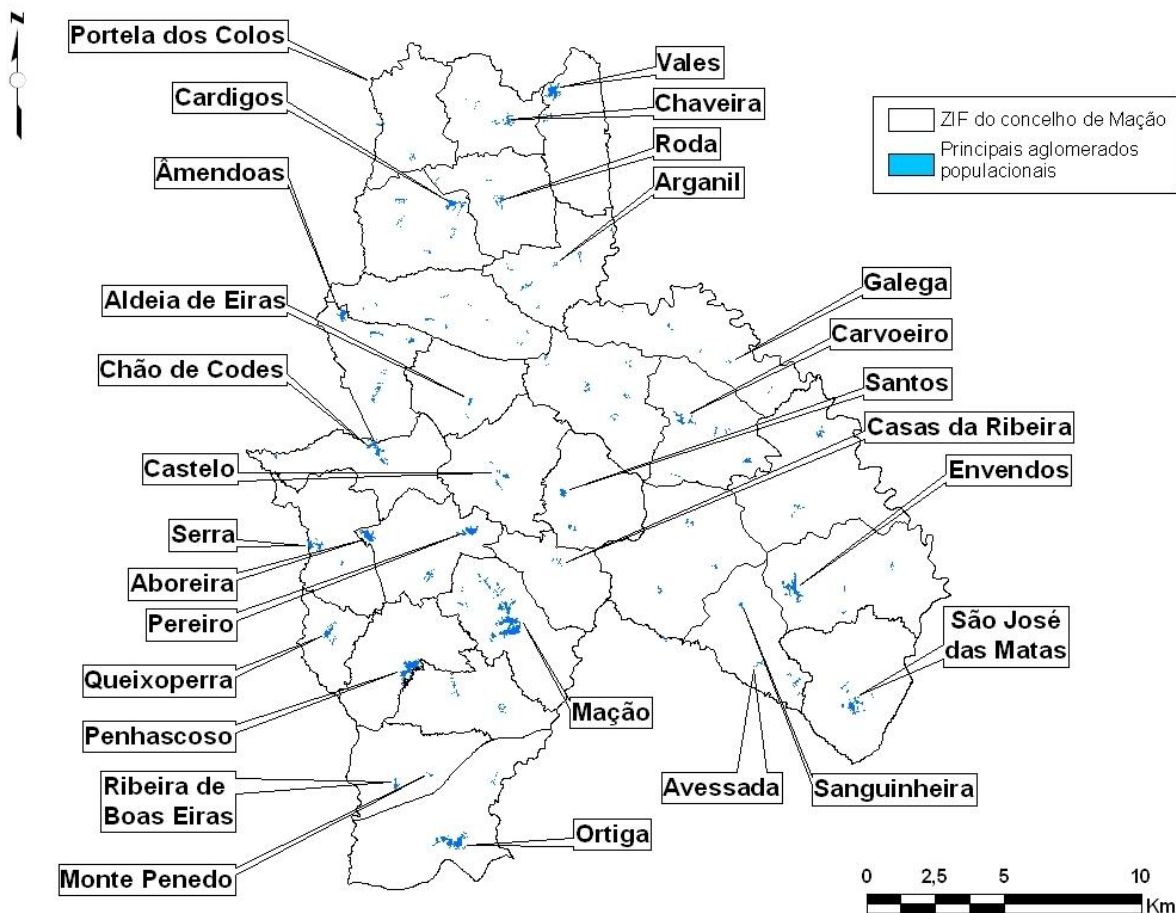 Z
Portela dos Colos
Cardigos
Âmendoas
Aldeia de Eiras
Chão de Codes
Castelo
Serra
Aboreira
Pereiro
Queixoperra
Penhascoso
Ribeira de
Boas Eiras
Monte Penedo
Vales
Chaveira
Roda
Arganil
Galega
Carvoeiro
Santos
Casas da Ribeira
Envendos
São José
das Matas
Mação
Avessada
Sanguinheira
Ortiga
ZIF do concelho de Mação
Principais aglomerados
populacionais
0 2,5 5 10
Km